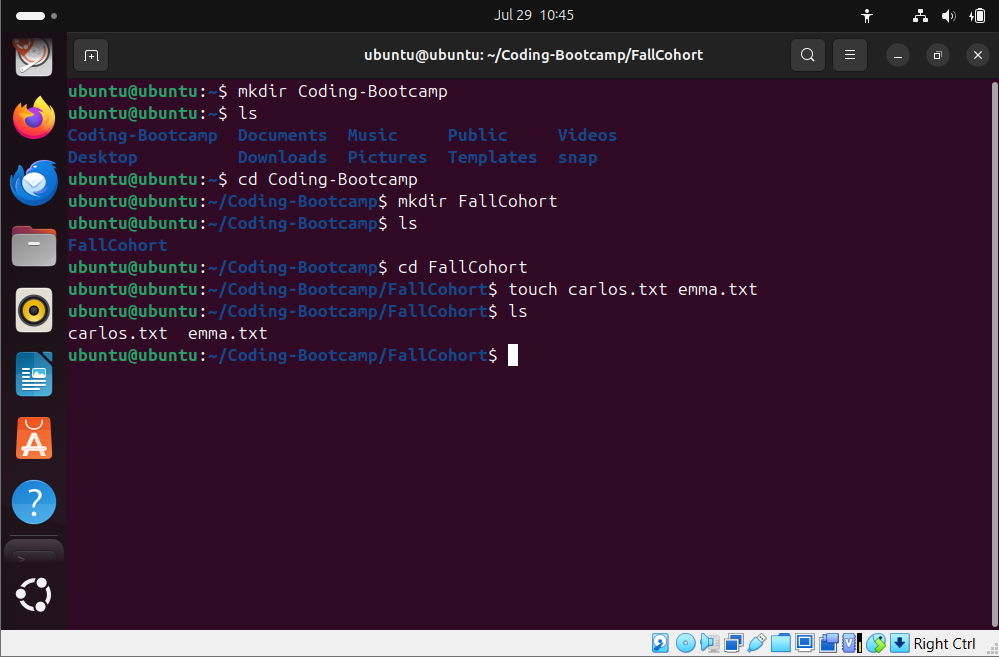 Jul 29 10:45
ubuntu@ubuntu: ~/Coding-Bootcamp/FallCohort
ubuntu@ubuntu:~$ mkdir Coding-Bootcamp
ubuntu@ubuntu:~$ ls
Coding-Bootcamp Documents Music Public Videos
Desktop Downloads Pictures Templates snap
ubuntu@ubuntu:~$ cd Coding-Bootcamp
ubuntu@ubuntu:~/Coding-Bootcamp$ mkdir FallCohort
ubuntu@ubuntu:~/Coding-Bootcamp$ ls
FallCohort
ubuntu@ubuntu:~/Coding-Bootcamp$ cd FallCohort
ubuntu@ubuntu:~/Coding-Bootcamp/FallCohort$ touch carlos.txt emma.txt
ubuntu@ubuntu:~/Coding-Bootcamp/FallCohort$ ls
carlos.txt emma.txt
ubuntu@ubuntu:~/Coding-Bootcamp/FallCohort$
Right Ctrl